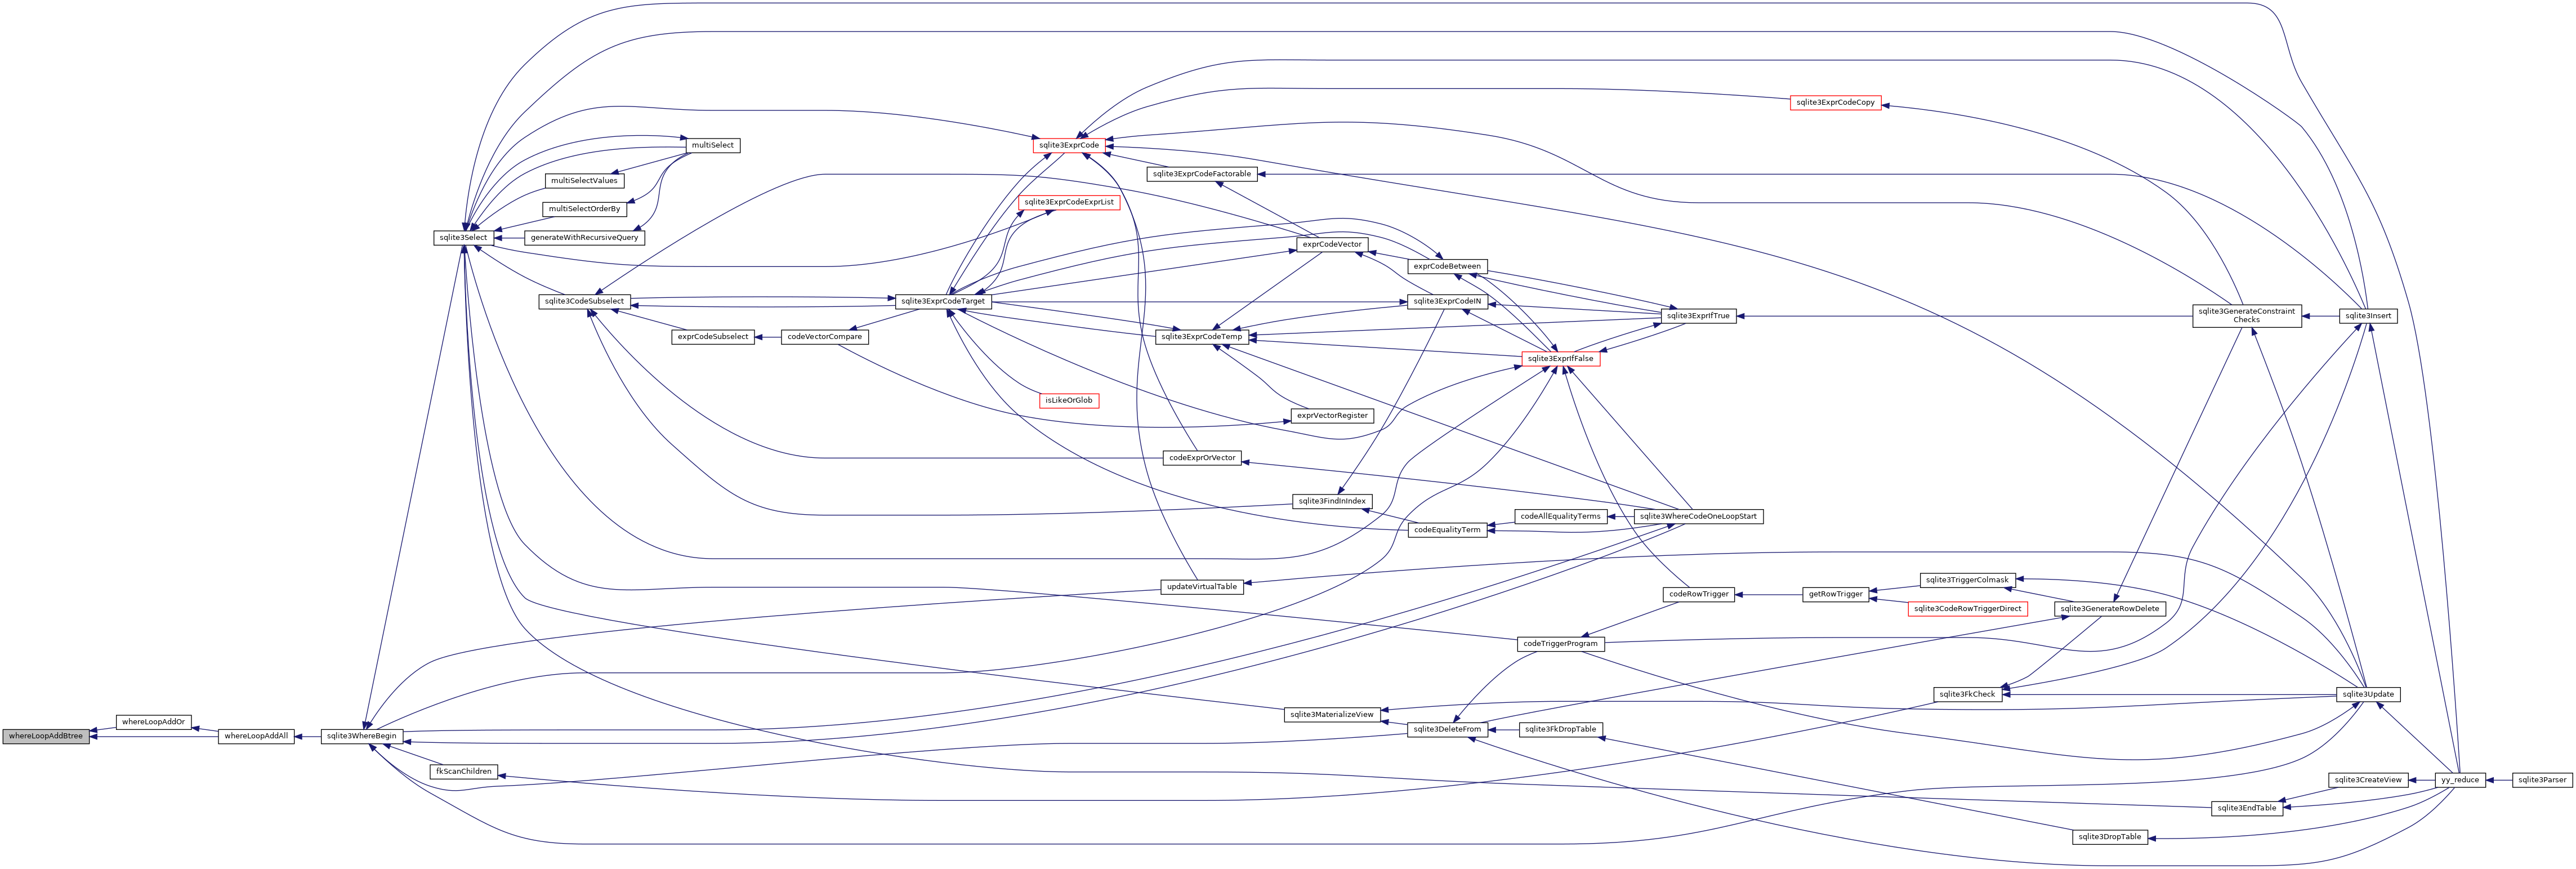 sqlite3ExprCodeCopy
sqlite3ExprCode
multiSelect
sqlite3ExprCodeFactorable
multiSelectValues
sqlite3ExprCodeExprList
multiSelectOrderBy
sqlite3Select
generateWithRecursiveQuery
exprCodeVector
exprCodeBetween
sqlite3CodeSubselect
sqlite3ExprCodeTarget
sqlite3ExprCodeIN
sqlite3ExprIfTrue
sqlite3GenerateConstraint
Checks
sqlite3Insert
exprCodeSubselect
codeVectorCompare
sqlite3ExprCodeTemp
sqlite3ExprIfFalse
isLikeOrGlob
exprVectorRegister
codeExprOrVector
sqlite3FindInIndex
codeEqualityTerm
codeAllEqualityTerms
sqlite3WhereCodeOneLoopStart
updateVirtualTable
codeRowTrigger
getRowTrigger
sqlite3TriggerColmask
sqlite3CodeRowTriggerDirect
sqlite3GenerateRowDelete
codeTriggerProgram
sqlite3FkCheck
sqlite3Update
sqlite3MaterializeView
whereLoopAddBtree
whereLoopAddOr
whereLoopAddAll
sqlite3WhereBegin
sqlite3DeleteFrom
sqlite3FkDropTable
fkScanChildren
sqlite3CreateView
yy_reduce
sqlite3Parser
sqlite3EndTable
sqlite3DropTable